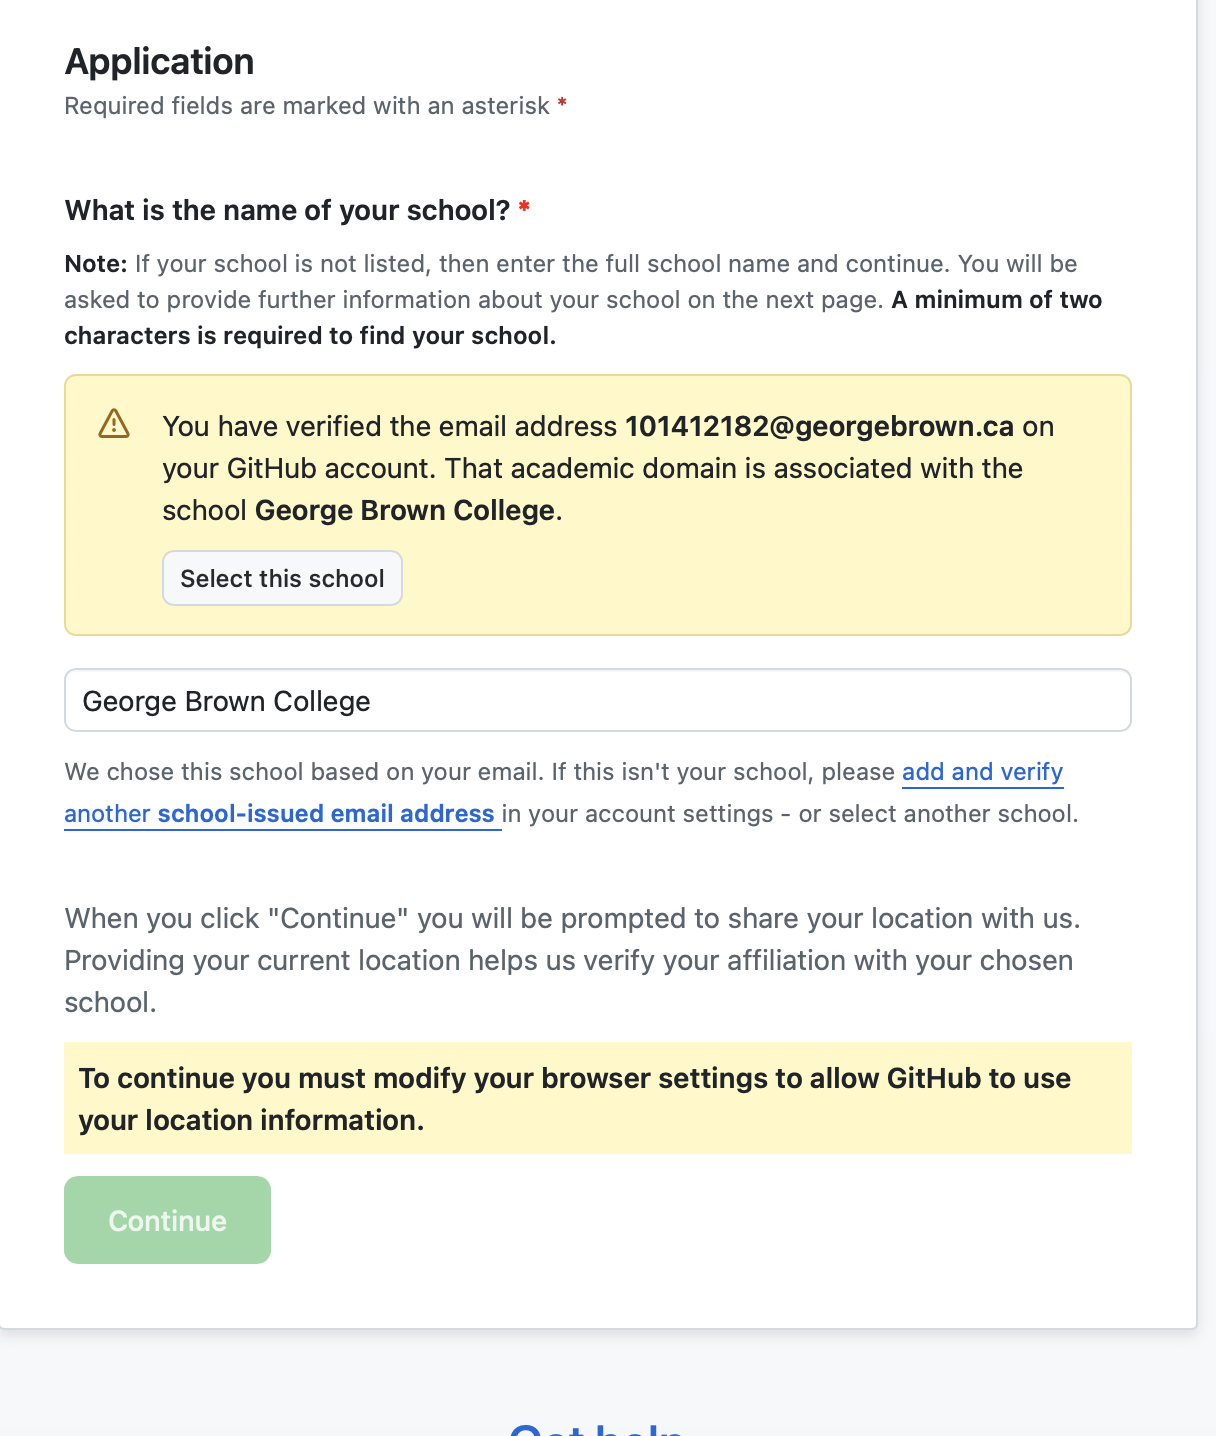 Application
Required fields are marked with an asterisk *
What is the name of your school? *
Note: If your school is not listed, then enter the full school name and continue. You will be
asked to provide further information about your school on the next page. A minimum of two
characters is required to find your school.
You have verified the email address 101412182@georgebrown.ca on
your GitHub account. That academic domain is associated with the
school George Brown College.
Select this school
George Brown College
We chose this school based on your email. If this isn't your school, please add and verify
another school-issued email address in your account settings - or select another school.
When you click "Continue" you will be prompted to share your location with us.
Providing your current location helps us verify your affiliation with your chosen
school.
To continue you must modify your browser settings to allow GitHub to use
your location information.
Continue
Get help